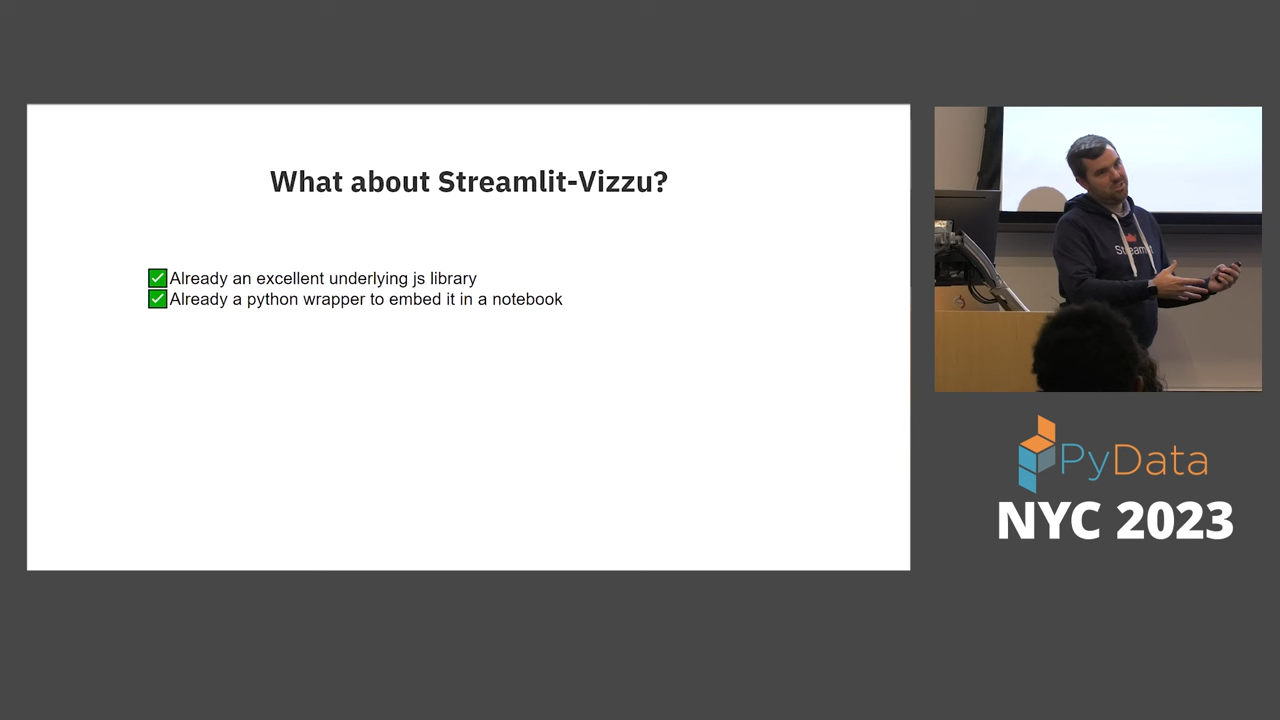 What about Streamlit-Vizzu?
✅Already an excellent underlying js library
✅Already a python wrapper to embed it in a notebook
Streamlit
PyData
NYC 2023